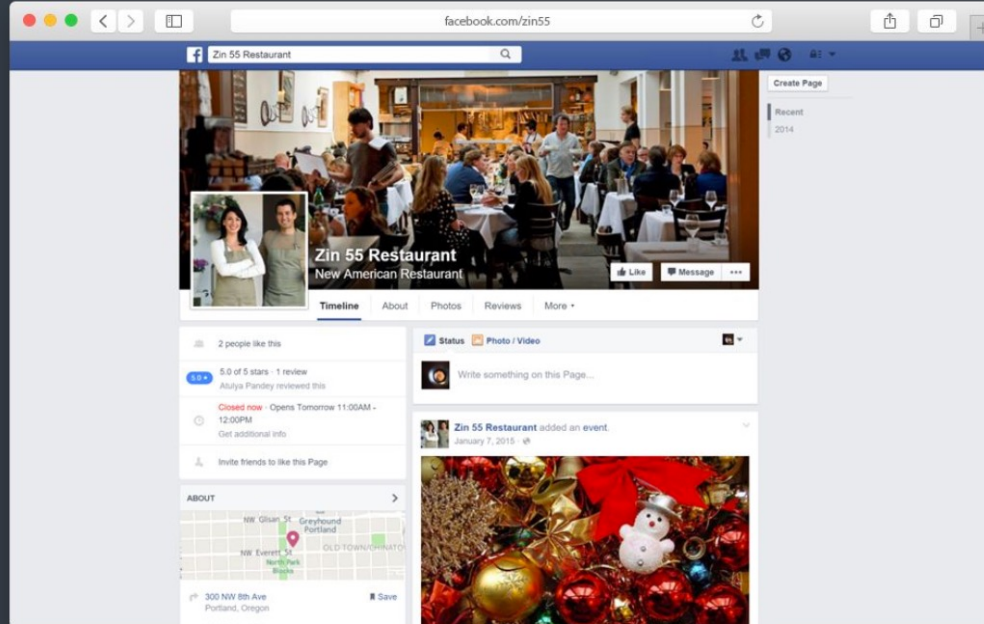 facebook.com/zin55
Zin 55 Restaurant
Create Page
Recent
2014
Zin 55 Restaurant
New American Restaurant
Like
Message
Timeline
About
Photos
Reviews
More
2 people like this
5.0
5.0 of 5 stars · 1 review
Atulya Pandey reviewed this
Closed now · Opens Tomorrow 11:00AM -
12:00PM
Get additional info
Invite friends to like this Page
ABOUT
NW Glisan St
Greyhound
Portland
OLD TOWN/CHINATO
NW Everett St
North Park
Blocks
300 NW 8th Ave
Save
Portland, Oregon
Status
Photo / Video
Write something on this Page...
Zin 55 Restaurant added an event.
January 7, 2015 ·